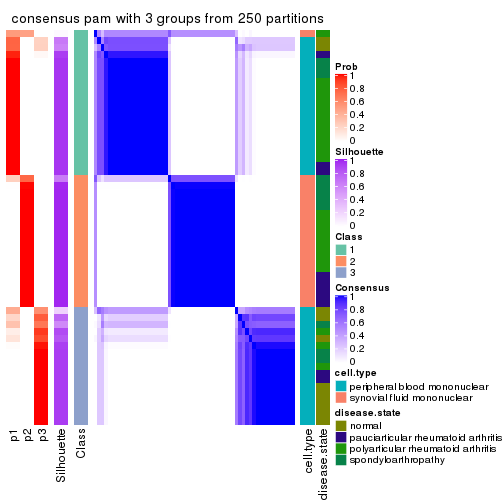 consensus pam with 3 groups from 250 partitions
Prob
1
0.8
0.6
0.4
0.2
0
Silhouette
1
0.8
0.6
0.4
0.2
0
Class
1
2
3
Consensus
1
0.8
0.6
0.4
0.2
0
cell.type
peripheral blood mononuclear
synovial fluid mononuclear
disease.state
normal
pauciarticular rheumatoid arthritis
polyarticular rheumatoid arthritis
spondyloarthropathy
p1
p2
p3
Silhouette
Class
cell.type
disease.state